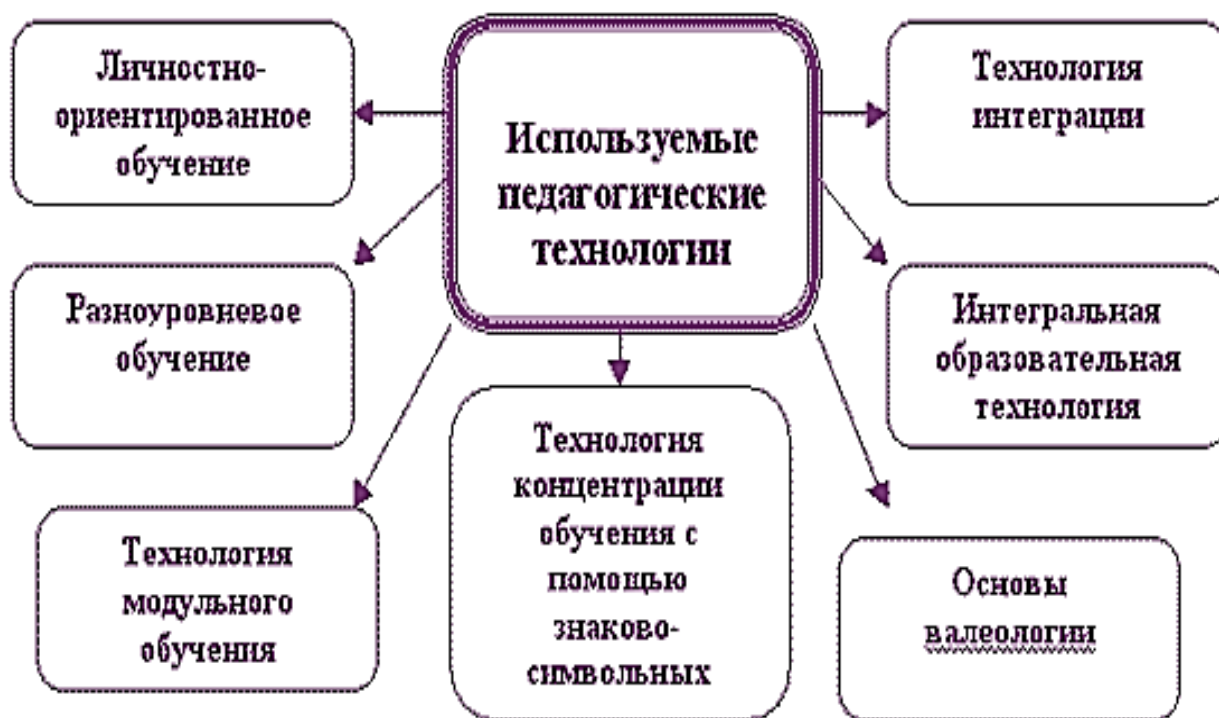 Используемые
педагогические
технологии
Личностно-
ориентированное
обучение
Технология
интеграции
Разноуровневое
обучение
Интегральная
образовательная
технология
Технология
модульного
обучения
Технология
концентрации
обучения с
помощью
знаково-
символьных
Основы
валеологии